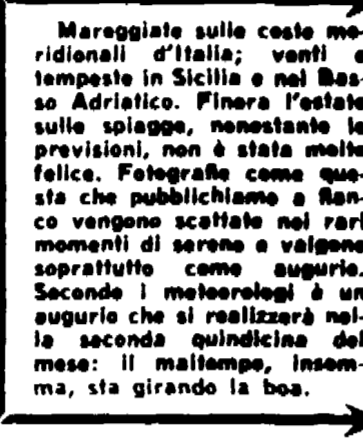 Mareggiate sulle coste me-
ridionali d'Italia; venti e
tempeste in Sicilia e nel Bas-
so Adriatico. Finora l'estate
sulle spiagge, nonostante le
previsioni, non è stata molto
felice. Fotografie come que-
sta che pubblichiamo a fian-
co vengono scattate nei rari
momenti di sereno e valgono
soprattutto come augurio.
Secondo i meteorologi è un
augurio che si realizzerà nel-
la seconda quindicina del
mese: il maltempo, insom-
ma, sta girando la boa.